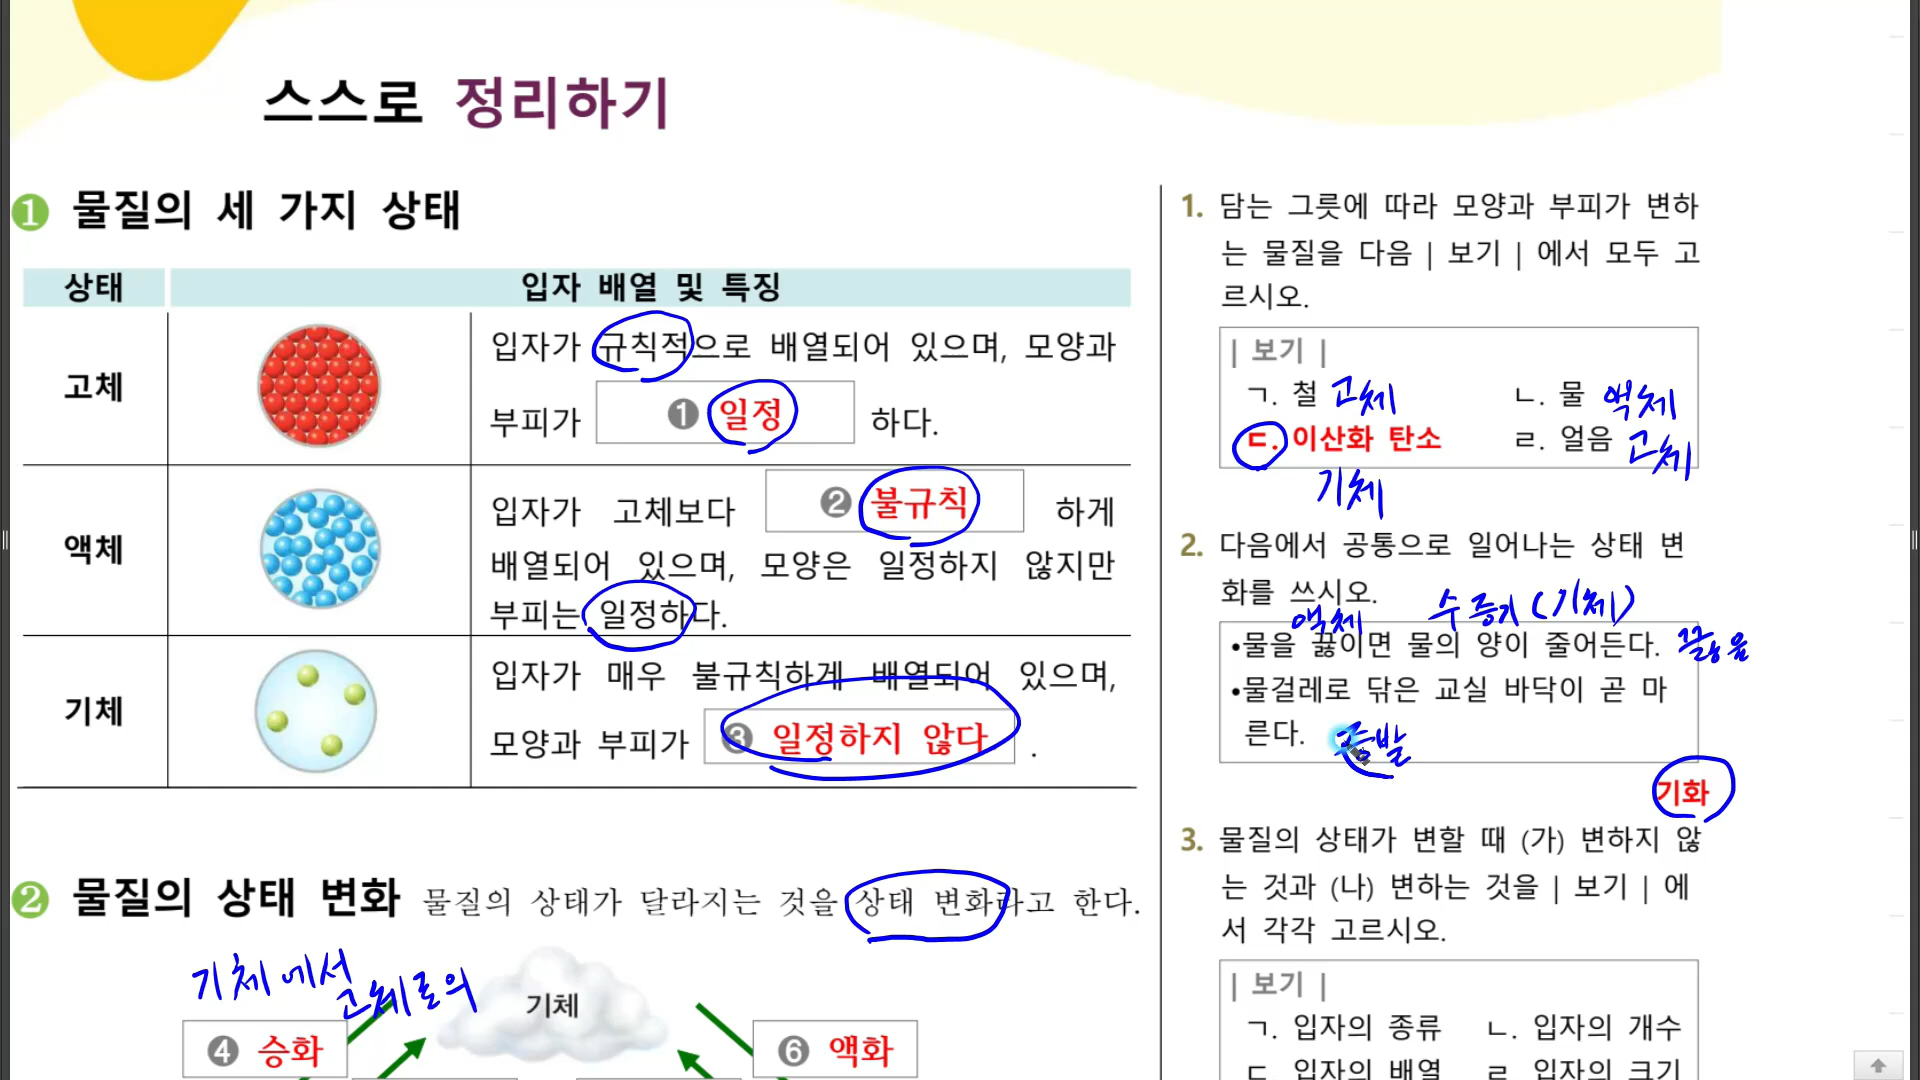 스스로 정리하기
1 물질의 세 가지 상태
상태 입자 배열 및 특징
고체
입자가 규칙적으로 배열되어 있으며, 모양과
부피가 ❶ 일정 하다.
액체
입자가 고체보다 ❷ 불규칙 하게
배열되어 있으며, 모양은 일정하지 않지만
부피는 일정하다.
기체
입자가 매우 불규칙하게 배열되어 있으며,
모양과 부피가 ❸ 일정하지 않다 .
2 물질의 상태 변화 물질의 상태가 달라지는 것을 상태 변화라고 한다.
기체에서
고체로의
기체
❹ 승화
❻ 액화
1. 담는 그릇에 따라 모양과 부피가 변하
는 물질을 다음 | 보기 | 에서 모두 고
르시오.
| 보기 |
ㄱ. 철 고체 ㄴ. 물 액체
ㄷ. 이산화 탄소 ㄹ. 얼음 고체
기체
2. 다음에서 공통으로 일어나는 상태 변
화를 쓰시오.
액체 수증기(기체)
•물을 끓이면 물의 양이 줄어든다. 끓음
•물걸레로 닦은 교실 바닥이 곧 마
른다. 증발
기화
3. 물질의 상태가 변할 때 (가) 변하지 않
는 것과 (나) 변하는 것을 | 보기 | 에
서 각각 고르시오.
| 보기 |
ㄱ. 입자의 종류 ㄴ. 입자의 개수
ㄷ. 입자의 배열 ㄹ. 입자의 크기